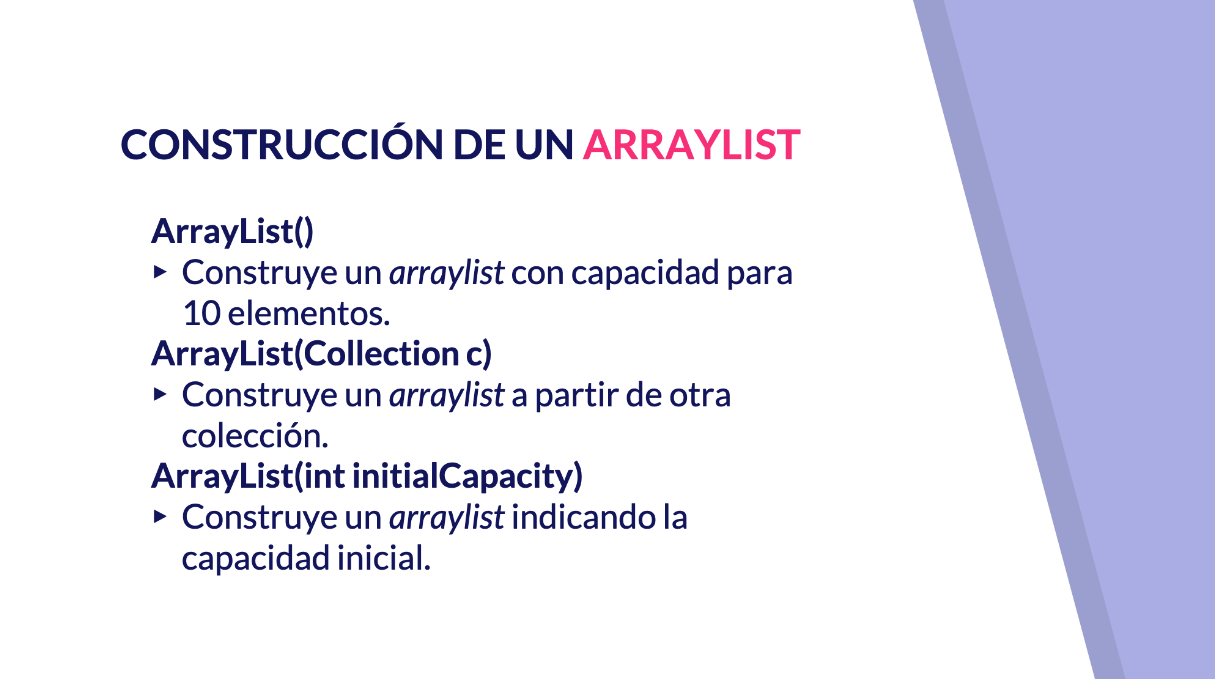 CONSTRUCCIÓN DE UN ARRAYLIST
ArrayList()
▸ Construye un arraylist con capacidad para
10 elementos.
ArrayList(Collection c)
▸ Construye un arraylist a partir de otra
colección.
ArrayList(int initialCapacity)
▸ Construye un arraylist indicando la
capacidad inicial.